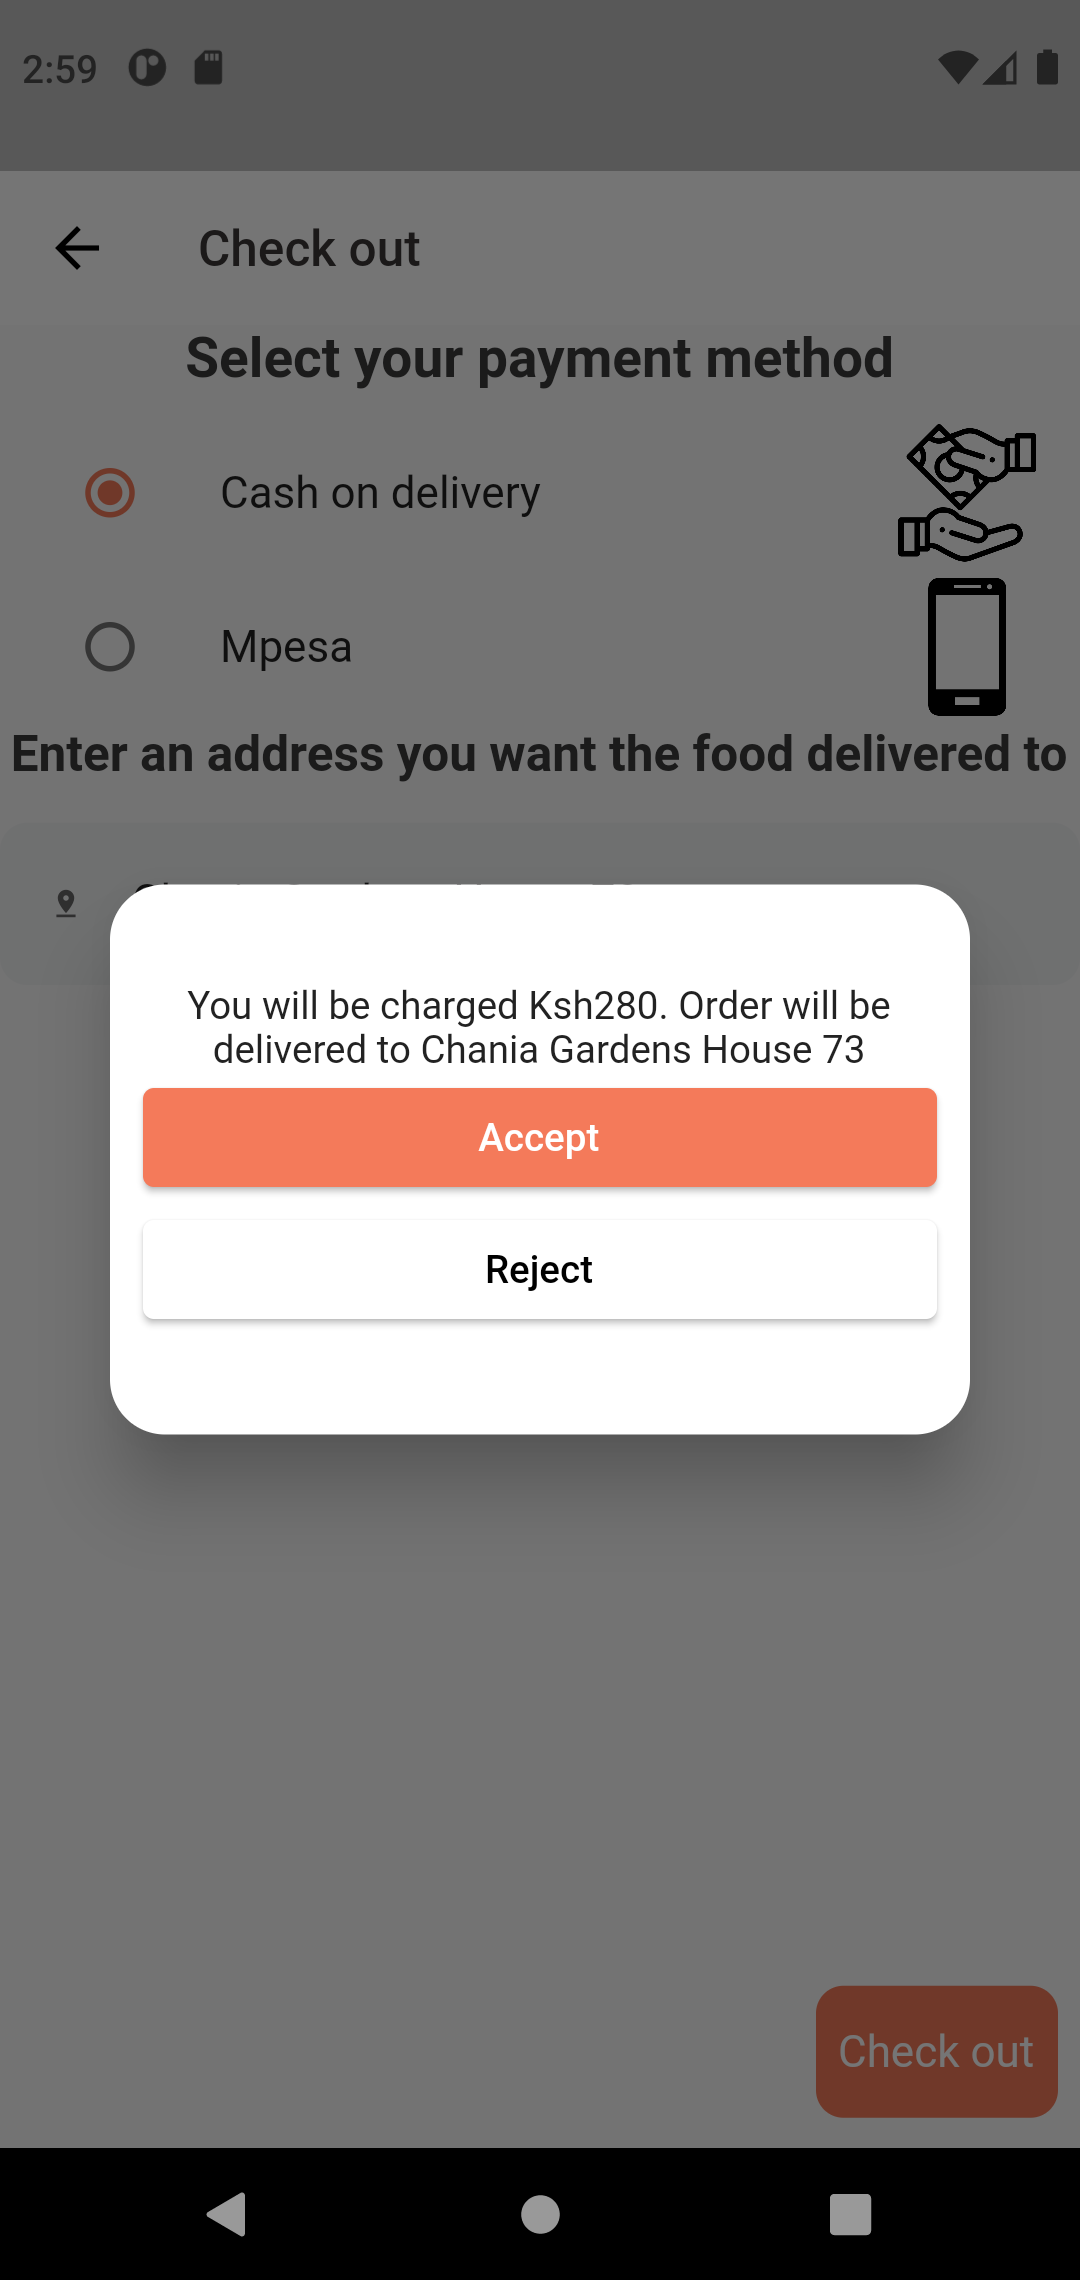 2:59
Check out
Select your payment method
Cash on delivery
Mpesa
Enter an address you want the food delivered to
You will be charged Ksh280. Order will be
delivered to Chania Gardens House 73
Accept
Reject
Check out